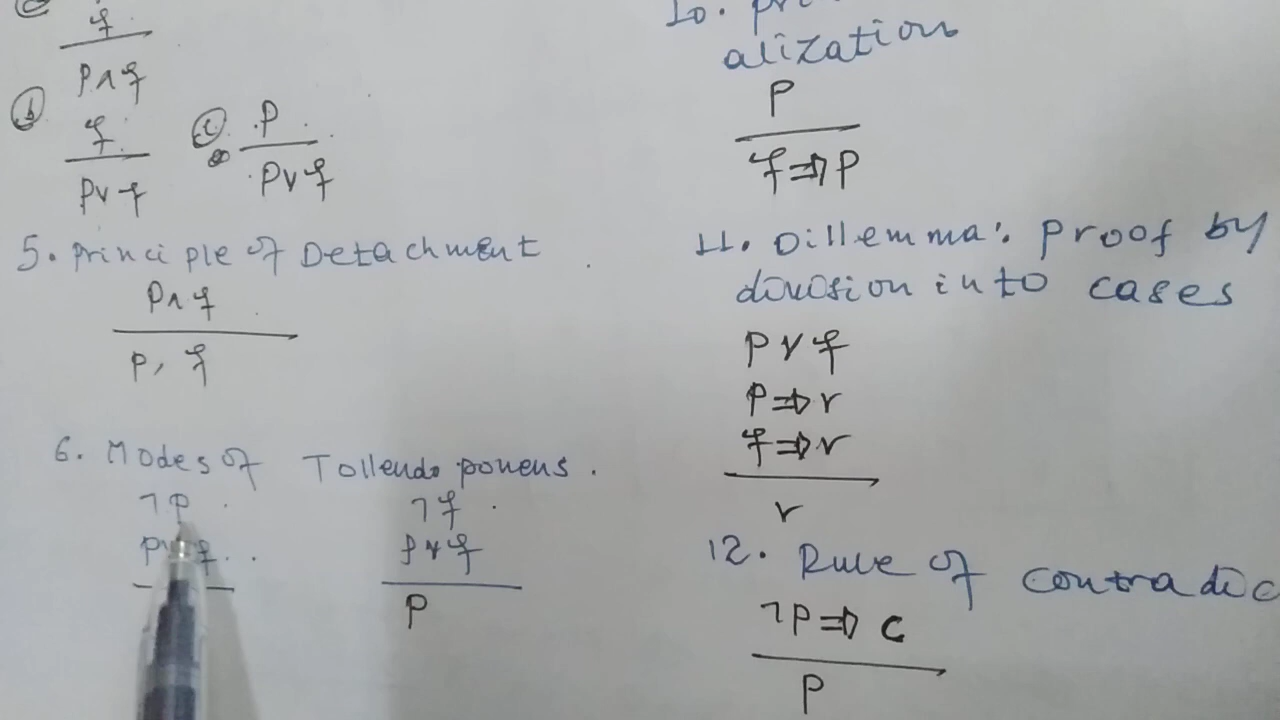 q
p∧q
b q
p∨q
c p
p∨q
5. Principle of Detachment
p∧q
p, q
6. Modes of Tollendo ponens.
¬p
p∨q
¬q
p∨q
p
10.
alization
p
q⇒p
11. Dillemma: Proof by
division into cases
p∨q
p⇒r
q⇒r
r
12. Rule of contradic
¬p⇒c
p